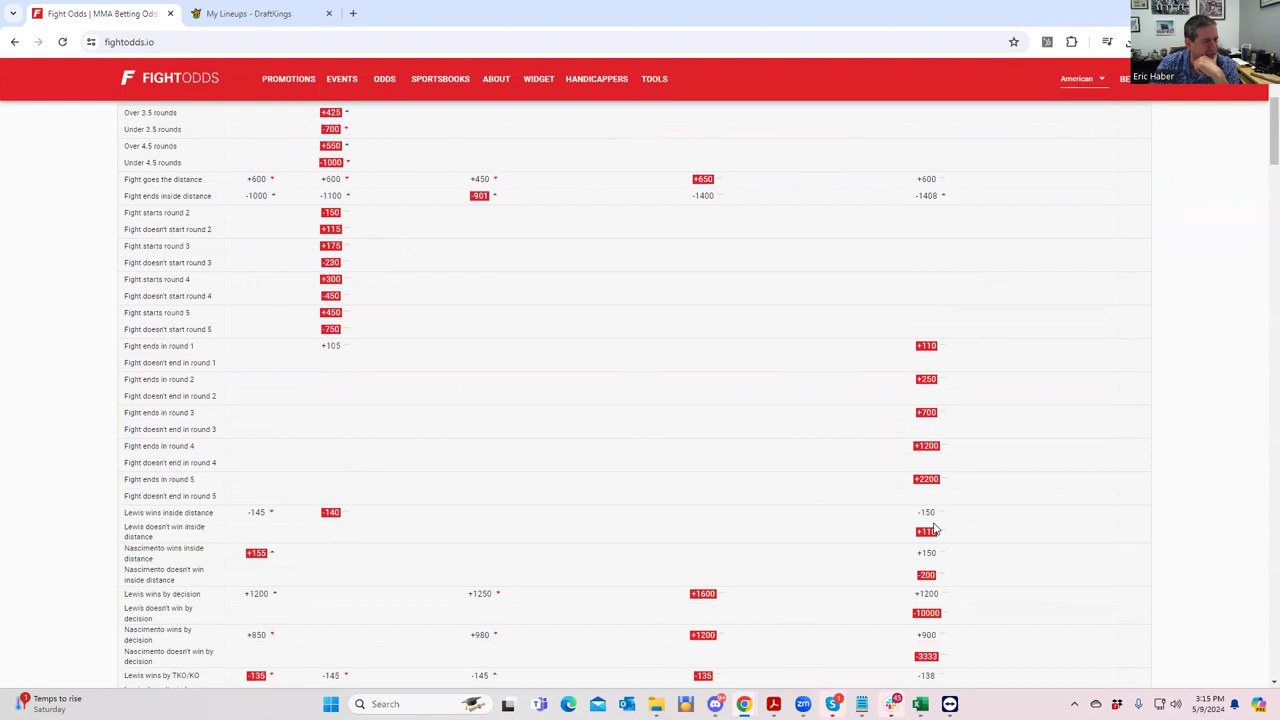 Fight Odds | MMA Betting Od
My Lineups - DraftKings
fightodds.io
Eric Haber
FIGHTODDS
PROMOTIONS EVENTS ODDS SPORTSBOOKS ABOUT WIDGET HANDICAPPERS TOOLS American BE
Over 3.5 rounds +425
Under 3.5 rounds -700
Over 4.5 rounds +550
Under 4.5 rounds -1000
Fight goes the distance +600 +600 +450 +650 +600
Fight ends inside distance -1000 -1100 -901 -1400 -1408
Fight starts round 2 -150
Fight doesn't start round 2 +115
Fight starts round 3 +175
Fight doesn't start round 3 -230
Fight starts round 4 +300
Fight doesn't start round 4 -450
Fight starts round 5 +450
Fight doesn't start round 5 -750
Fight ends in round 1 +105 +110
Fight doesn't end in round 1
Fight ends in round 2 +250
Fight doesn't end in round 2
Fight ends in round 3 +700
Fight doesn't end in round 3
Fight ends in round 4 +1200
Fight doesn't end in round 4
Fight ends in round 5 +2200
Fight doesn't end in round 5
Lewis wins inside distance -145 -140 -150
Lewis doesn't win inside
distance
Nascimento wins inside
distance +155 +150
Nascimento doesn't win
inside distance -200
Lewis wins by decision +1200 +1250 +1600 +1200
Lewis doesn't win by
decision -10000
Nascimento wins by
decision +850 +980 +1200 +900
Nascimento doesn't win by
decision -3333
Lewis wins by TKO/KO -135 -145 -145 -135 -138
Temps to rise
Saturday
Search
3:15 PM
5/9/2024